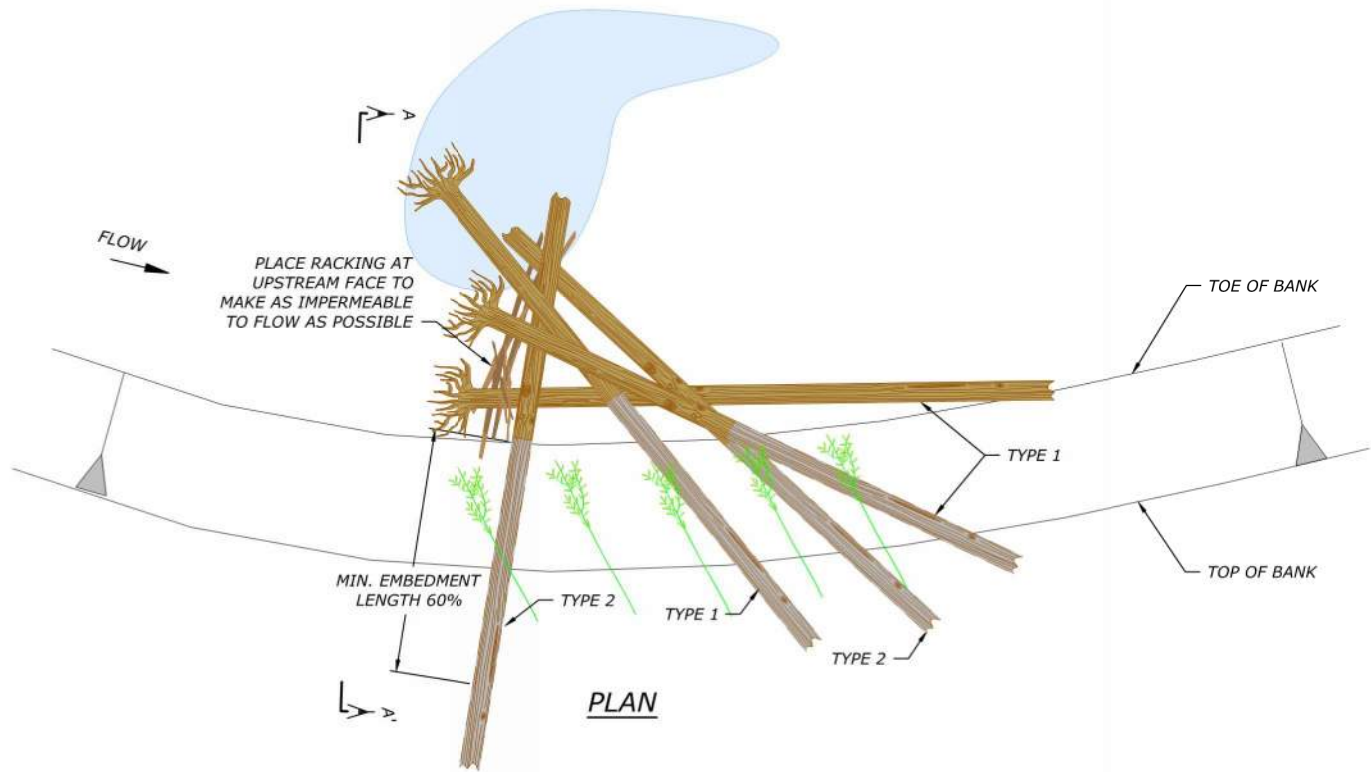 A
FLOW
PLACE RACKING AT
UPSTREAM FACE TO
MAKE AS IMPERMEABLE
TO FLOW AS POSSIBLE
TOE OF BANK
TYPE 1
MIN. EMBEDMENT
LENGTH 60%
TYPE 2
TYPE 1
TYPE 2
TOP OF BANK
A'
PLAN